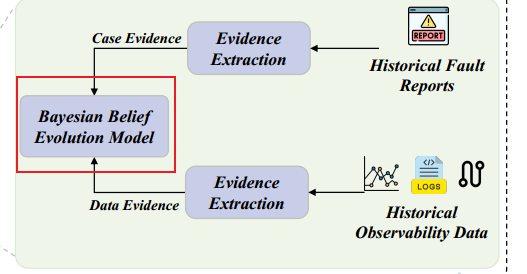 Case Evidence
Evidence
Extraction
REPORT
Historical Fault
Reports
Bayesian Belief
Evolution Model
Data Evidence
Evidence
Extraction
</>
LOGS
Historical
Observability Data